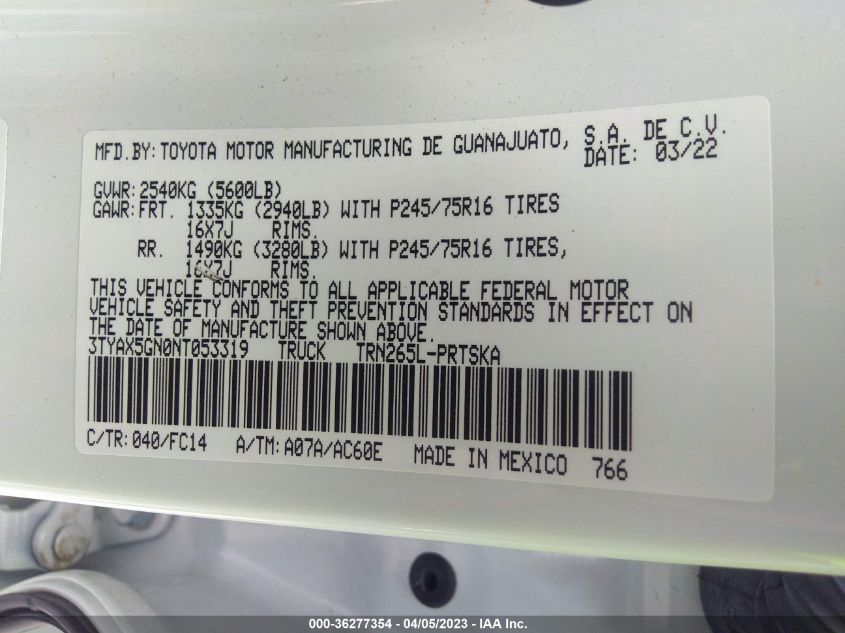 MFD.BY: TOYOTA MOTOR MANUFACTURING DE GUANAJUATO, S.A. DE C.V.
DATE: 03/22
GVWR: 2540KG (5600LB)
GAWR: FRT. 1335KG (2940LB) WITH P245/75R16 TIRES
16X7J RIMS.
RR. 1490KG (3280LB) WITH P245/75R16 TIRES,
16X7J RIMS.
THIS VEHICLE CONFORMS TO ALL APPLICABLE FEDERAL MOTOR
VEHICLE SAFETY AND THEFT PREVENTION STANDARDS IN EFFECT ON
THE DATE OF MANUFACTURE SHOWN ABOVE.
3TYAX5GN0NT053319 TRUCK TRN265L-PRTSKA
C/TR: 040/FC14 A/TM: A07A/AC60E MADE IN MEXICO 766
000-36277354 - 04/05/2023 - IAA Inc.